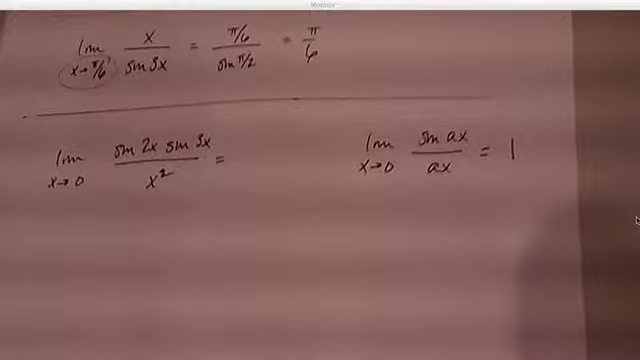 Monitor
lim x→π/6 x / sin 3x = π/6 / sin π/2 = π/6
lim x→0 sin 2x sin 3x / x² =
lim x→0 sin ax / ax = 1